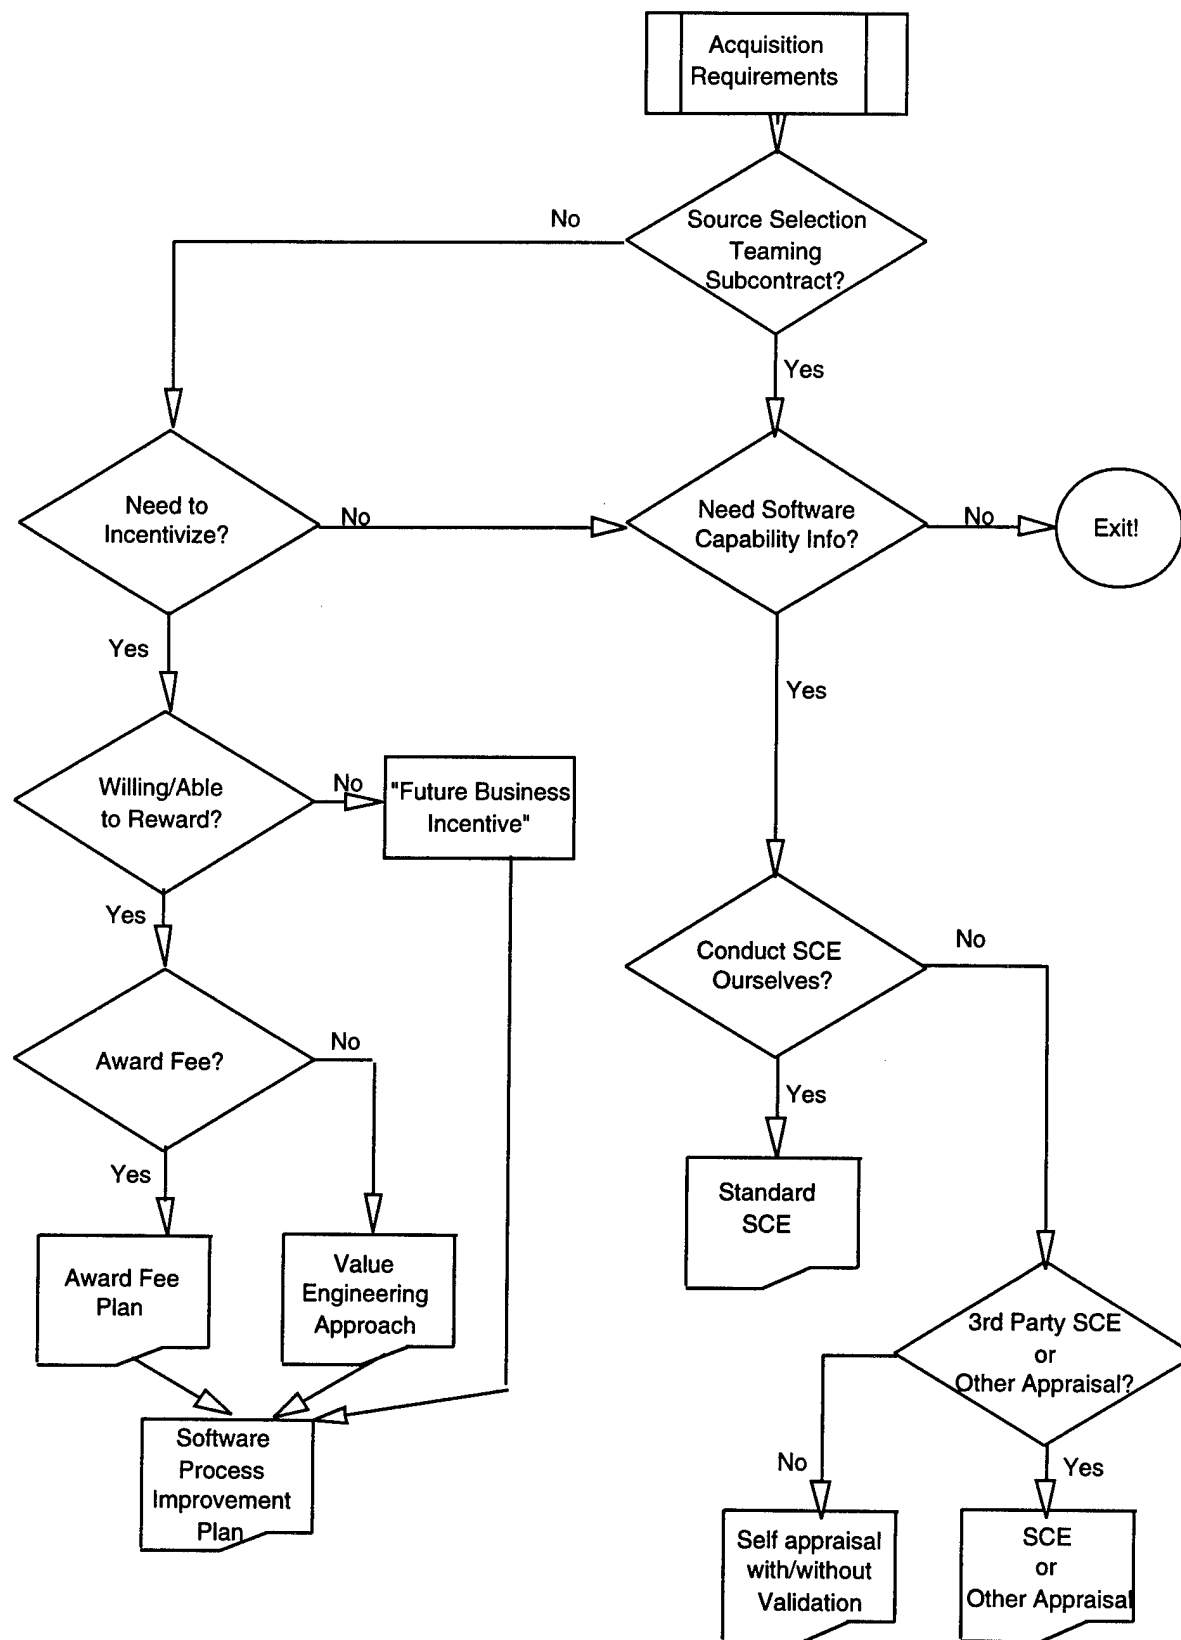 Acquisition
Requirements
No
Source Selection
Teaming
Subcontract?
Yes
Need to
Incentivize?
No
Need Software
Capability Info?
No
Exit!
Yes
Yes
Willing/Able
to Reward?
No
"Future Business
Incentive"
Yes
Conduct SCE
Ourselves?
No
Award Fee?
No
Yes
Yes
Standard
SCE
Award Fee
Plan
Value
Engineering
Approach
3rd Party SCE
or
Other Appraisal?
Software
Process
Improvement
Plan
No
Yes
Self appraisal
with/without
Validation
SCE
or
Other Appraisal